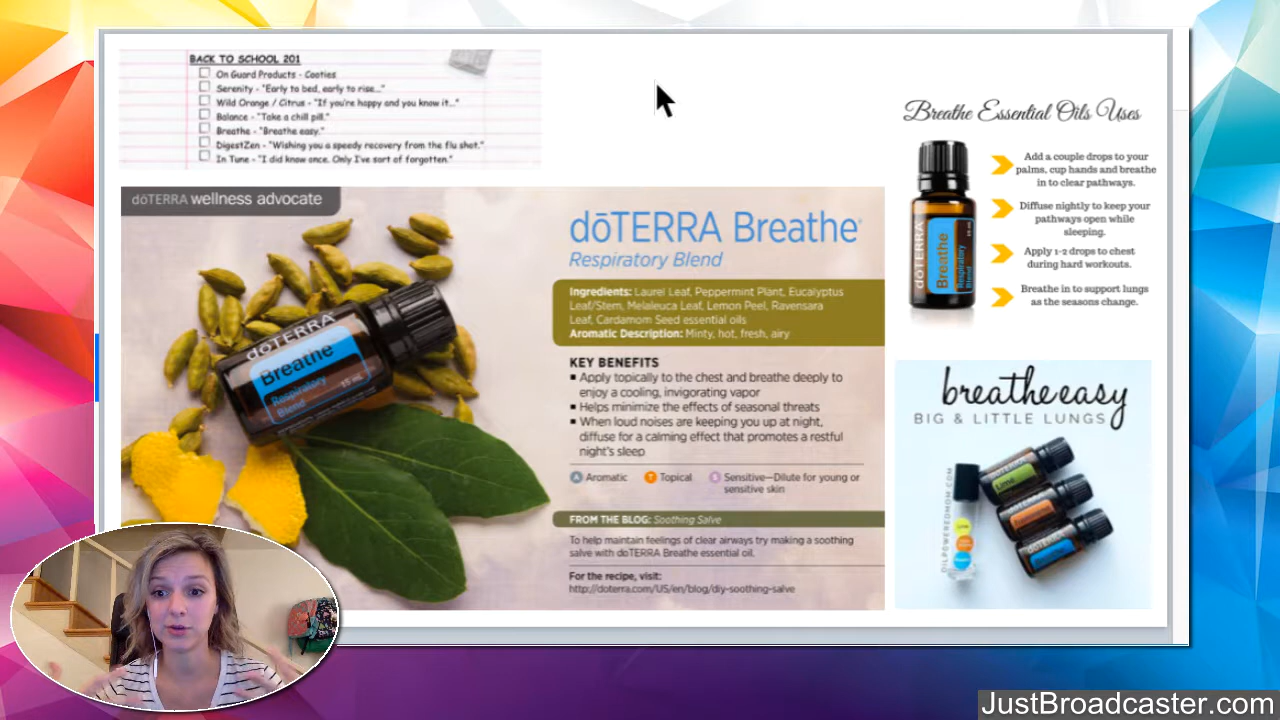 BACK TO SCHOOL 201
On Guard Products - Cooties
Serenity - "Early to bed, early to rise..."
Wild Orange / Citrus - "If you're happy and you know it..."
Balance - "Take a chill pill."
Breathe - "Breathe easy."
DigestZen - "Wishing you a speedy recovery from the flu shot."
In Tune - "I did know once. Only I've sort of forgotten."
dōTERRA wellness advocate
dōTERRA
Breathe
Respiratory
Blend
15 mL
dōTERRA Breathe®
Respiratory Blend
Ingredients: Laurel Leaf, Peppermint Plant, Eucalyptus
Leaf/Stem, Melaleuca Leaf, Lemon Peel, Ravensara
Leaf, Cardamom Seed essential oils
Aromatic Description: Minty, hot, fresh, airy
KEY BENEFITS
▪ Apply topically to the chest and breathe deeply to
enjoy a cooling, invigorating vapor
▪ Helps minimize the effects of seasonal threats
▪ When loud noises are keeping you up at night,
diffuse for a calming effect that promotes a restful
night's sleep
A Aromatic T Topical S Sensitive—Dilute for young or
sensitive skin
FROM THE BLOG: Soothing Salve
To help maintain feelings of clear airways try making a soothing
salve with dōTERRA Breathe essential oil.
For the recipe, visit:
http://doterra.com/US/en/blog/diy-soothing-salve
Breathe Essential Oils Uses
dōTERRA
Breathe
Respiratory
Blend
Add a couple drops to your
palms, cup hands and breathe
in to clear pathways.
Diffuse nightly to keep your
pathways open while
sleeping.
Apply 1-2 drops to chest
during hard workouts.
Breathe in to support lungs
as the seasons change.
breathe easy
BIG & LITTLE LUNGS
OILPOWEREDMOM.COM
Lime
dōTERRA
JustBroadcaster.com